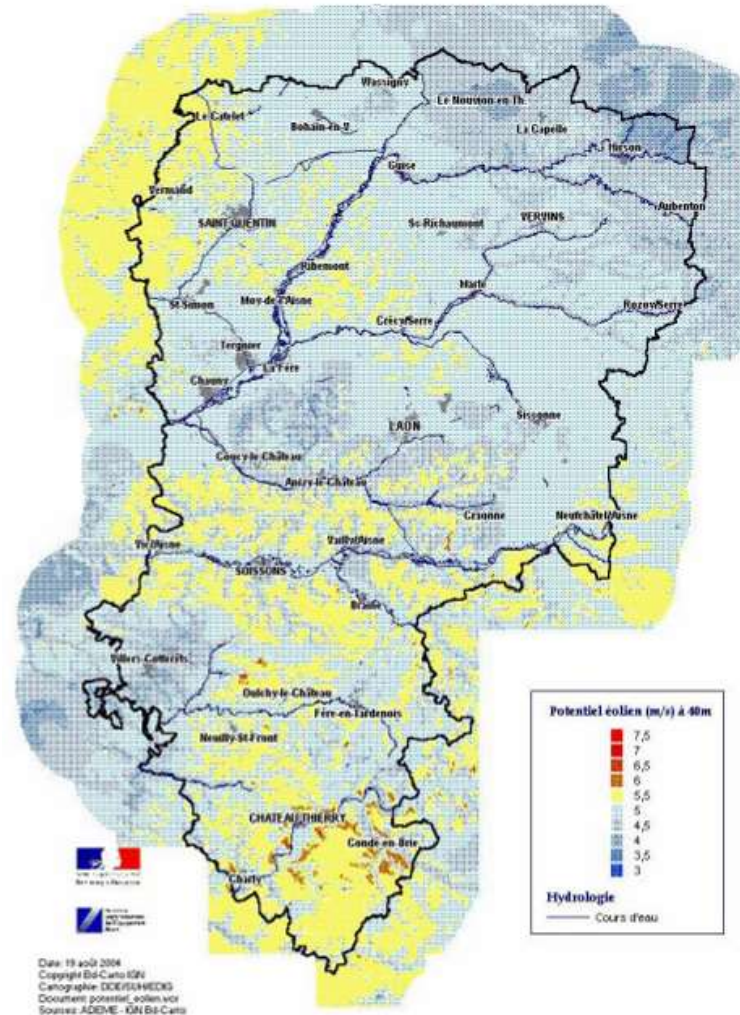 Wassigny
Le Nouvion-en-Th.
Le Catelet
Bohain-en-V.
La Capelle
Hirson
Guise
Vermand
Aubenton
SAINT-QUENTIN
Sc-Richaumont
VERVINS
Ribemont
St-Simon
Moy-de-l'Aisne
Marle
Rozoy/Serre
Crécy/Serre
Tergnier
La Fère
Chauny
Sissonne
LAON
Coucy-le-Château
Anizy-le-Château
Craonne
Neufchâtel/Aisne
Vic/Aisne
Vailly/Aisne
SOISSONS
Braine
Villers-Cotterêts
Oulchy-le-Château
Fère-en-Tardenois
Neuilly-St-Front
CHATEAU-THIERRY
Condé-en-Brie
Charly
Potentiel éolien (m/s) à 40m
7,5
7
6,5
6
5,5
5
4,5
4
3,5
3
Hydrologie
Cours d'eau
Date: 19 août 2004
Copyright Bd-Carto IGN
Cartographie: DDE/SUH/EDIG
Document: potentiel_eolien.wor
Sources: ADEME - IGN Bd-Carto